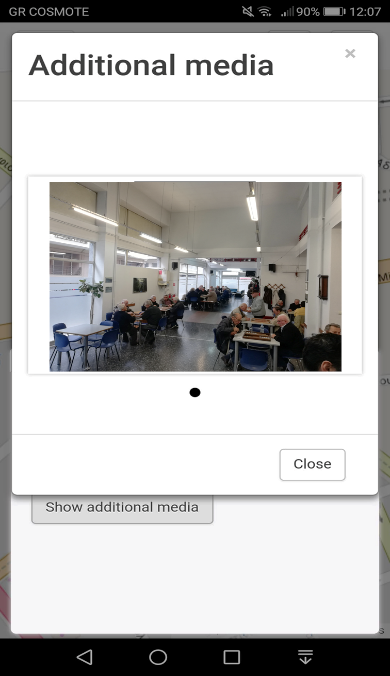 GR COSMOTE
90%
12:07
Additional media
×
Close
Show additional media